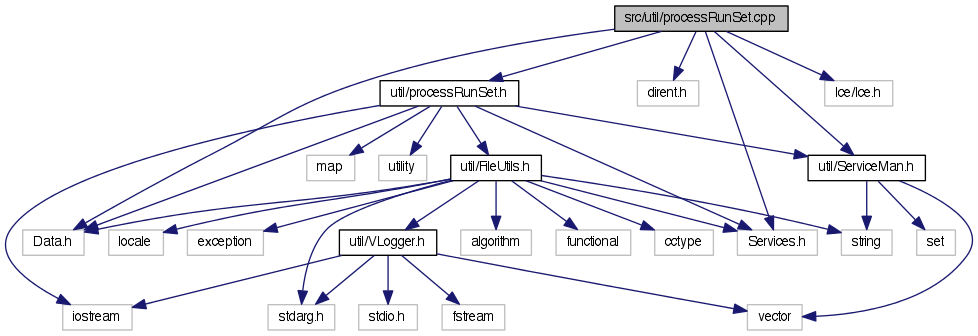 src/util/processRunSet.cpp
util/processRunSet.h
dirent.h
Ice/Ice.h
map
utility
util/FileUtils.h
util/ServiceMan.h
Data.h
locale
exception
util/VLogger.h
algorithm
functional
cctype
Services.h
string
set
iostream
stdarg.h
stdio.h
fstream
vector